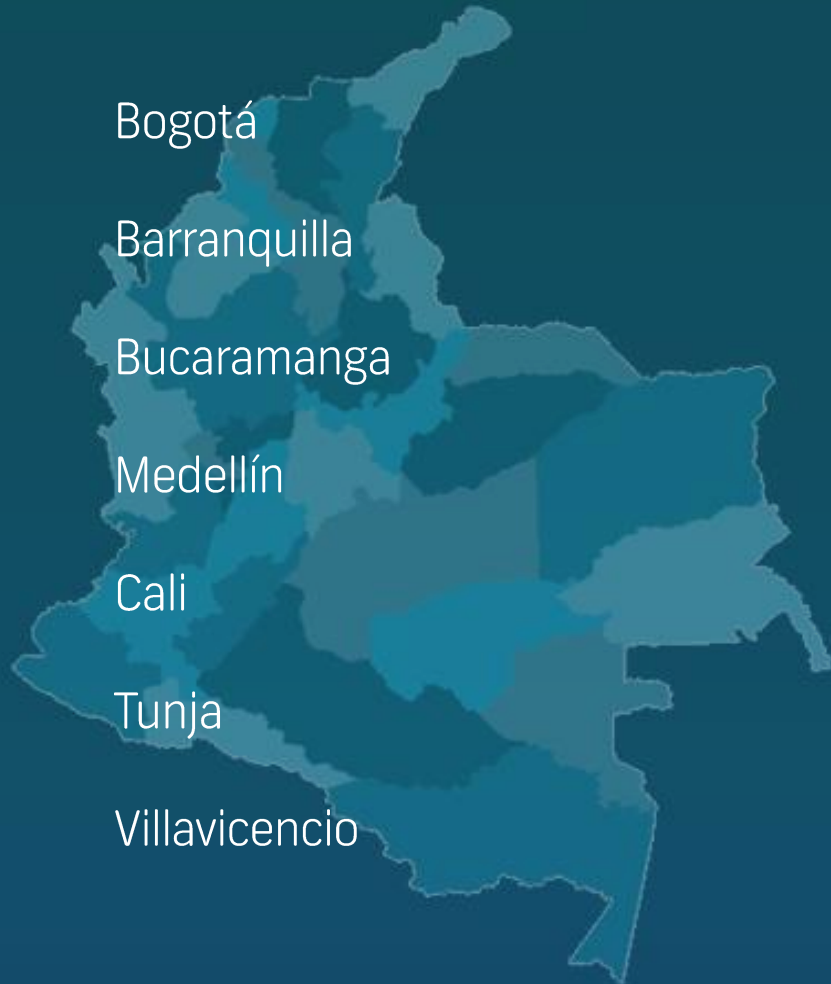 Bogotá
Barranquilla
Bucaramanga
Medellín
Cali
Tunja
Villavicencio